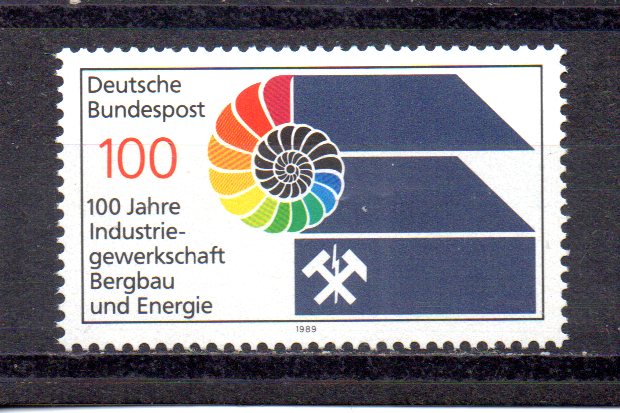 Deutsche
Bundespost
100
100 Jahre
Industrie-
gewerkschaft
Bergbau
und Energie
1989